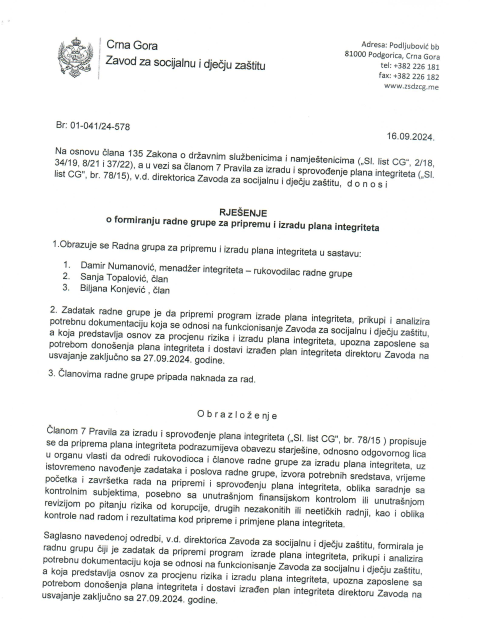 Crna Gora
Zavod za socijalnu i dječju zaštitu
Adresa: Podljubović bb
81000 Podgorica, Crna Gora
tel: +382 226 181
fax: +382 226 182
www.zsdzcg.me
Br: 01-041/24-578
16.09.2024.
Na osnovu člana 135 Zakona o državnim službenicima i namještenicima („Sl. list CG", 2/18,
34/19, 8/21 i 37/22), a u vezi sa članom 7 Pravila za izradu i sprovođenje plana integriteta („Sl.
list CG", br. 78/15), v.d. direktorica Zavoda za socijalnu i dječju zaštitu, d o n o s i
RJEŠENJE
o formiranju radne grupe za pripremu i izradu plana integriteta
1.Obrazuje se Radna grupa za pripremu i izradu plana integriteta u sastavu:
1. Damir Numanović, menadžer integriteta – rukovodilac radne grupe
2. Sanja Topalović, član
3. Biljana Konjević , član
2. Zadatak radne grupe je da pripremi program izrade plana integriteta, prikupi i analizira
potrebnu dokumentaciju koja se odnosi na funkcionisanje Zavoda za socijalnu i dječju zaštitu,
a koja predstavlja osnov za procjenu rizika i izradu plana integriteta, upozna zaposlene sa
potrebom donošenja plana integriteta i dostavi izrađen plan integriteta direktoru Zavoda na
usvajanje zaključno sa 27.09.2024. godine.
3. Članovima radne grupe pripada naknada za rad.
O b r a z l o ž e nj e
Članom 7 Pravila za izradu i sprovođenje plana integriteta („Sl. list CG", br. 78/15 ) propisuje
se da priprema plana integriteta podrazumijeva obavezu starješine, odnosno odgovornog lica
u organu vlasti da odredi rukovodioca i članove radne grupe za izradu plana integriteta, uz
istovremeno navođenje zadataka i poslova radne grupe, izvora potrebnih sredstava, vrijeme
početka i završetka rada na pripremi i sprovođenju plana integriteta, oblika saradnje sa
kontrolnim subjektima, posebno sa unutrašnjom finansijskom kontrolom ili unutrašnjom
revizijom po pitanju rizika od korupcije, drugih nezakonitih ili neetičkih radnji, kao i oblika
kontrole nad radom i rezultatima kod pripreme i primjene plana integriteta.
Saglasno navedenoj odredbi, v.d. direktorica Zavoda za socijalnu i dječju zaštitu, formirala je
radnu grupu čiji je zadatak da pripremi program izrade plana integriteta, prikupi i analizira
potrebnu dokumentaciju koja se odnosi na funkcionisanje Zavoda za socijalnu i dječju zaštitu,
a koja predstavlja osnov za procjenu rizika i izradu plana integriteta, upozna zaposlene sa
potrebom donošenja plana integriteta i dostavi izrađen plan integriteta direktoru Zavoda na
usvajanje zaključno sa 27.09.2024. godine.